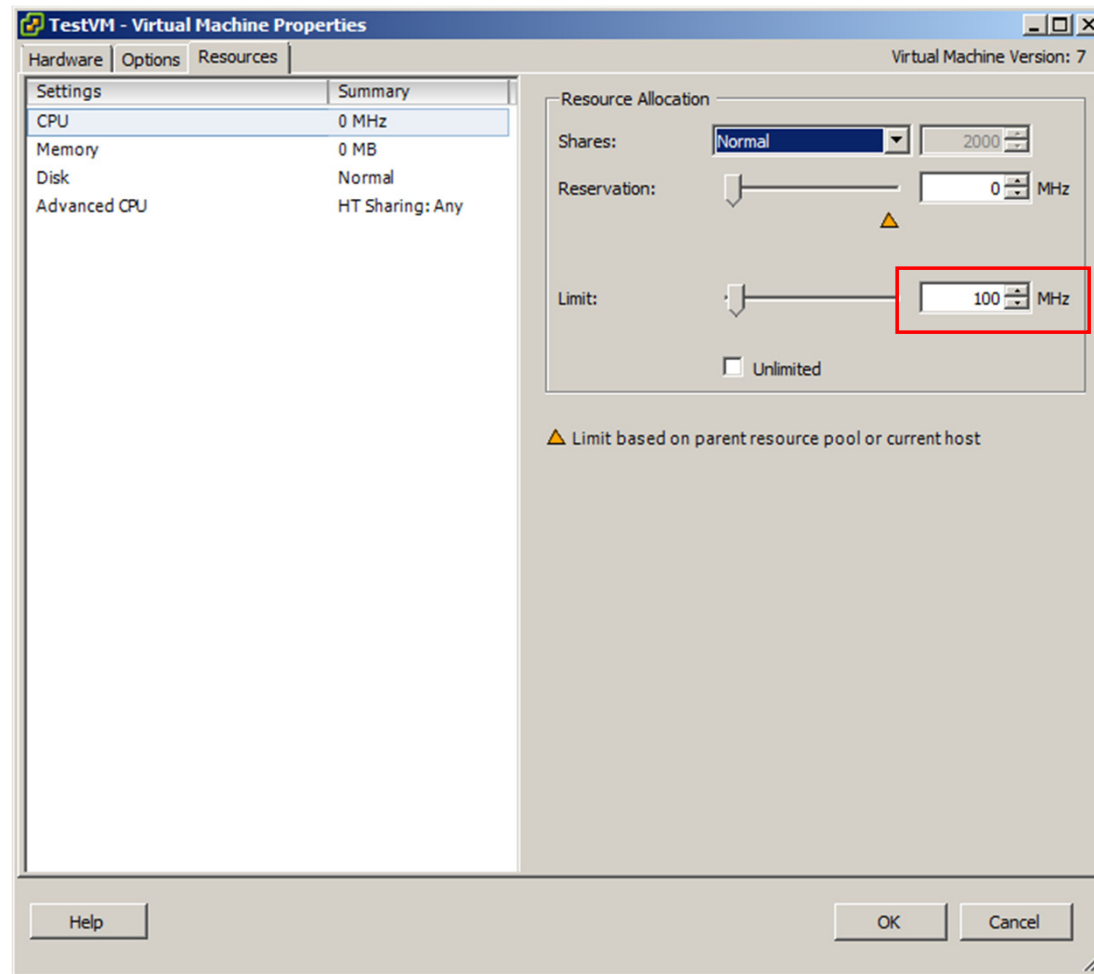 TestVM - Virtual Machine Properties
Hardware Options Resources Virtual Machine Version: 7
Settings Summary
CPU 0 MHz
Memory 0 MB
Disk Normal
Advanced CPU HT Sharing: Any
Resource Allocation
Shares: Normal 2000
Reservation: 0 MHz
Limit: 100 MHz
Unlimited
Limit based on parent resource pool or current host
Help OK Cancel